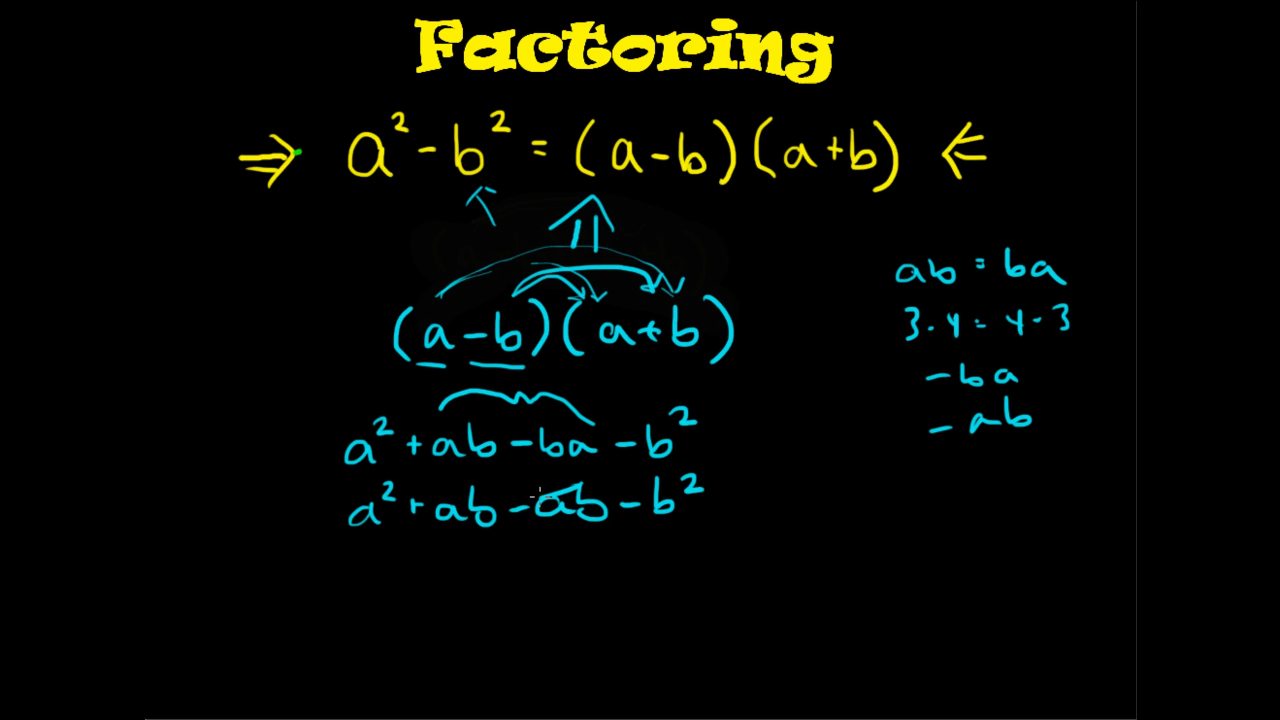 Factoring
⇒ a² - b² = (a - b)(a + b) ⇐
(a - b)(a + b)
a² + ab - ba - b²
a² + ab - ab - b²
ab = ba
3 · 4 = 4 · 3
- ba
- ab